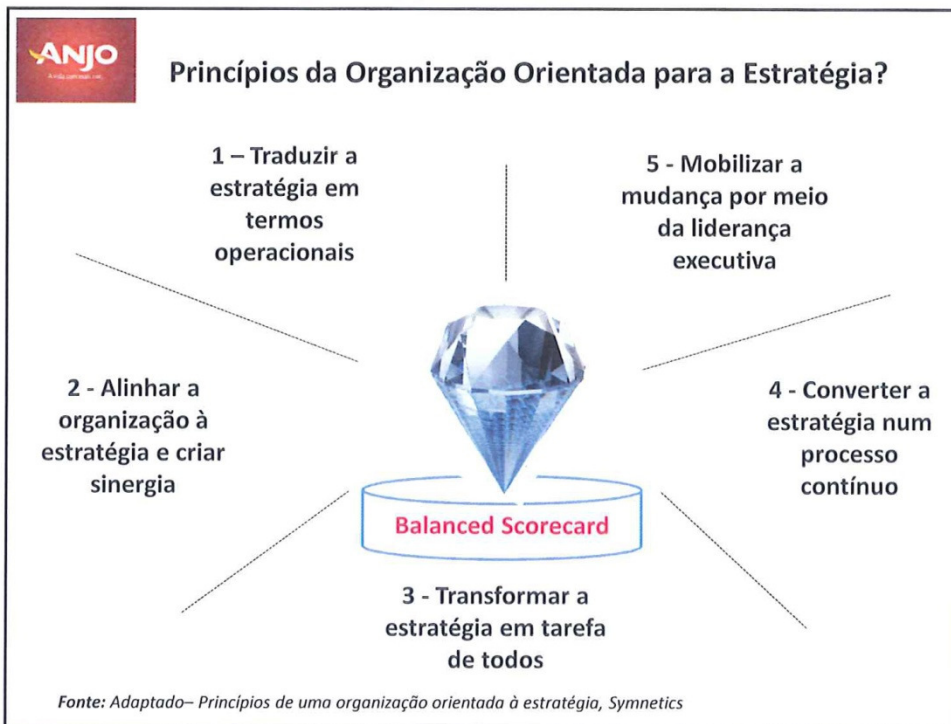 ANJO
Princípios da Organização Orientada para a Estratégia?
1 – Traduzir a
estratégia em
termos
operacionais
5 - Mobilizar a
mudança por meio
da liderança
executiva
2 - Alinhar a
organização à
estratégia e criar
sinergia
4 - Converter a
estratégia num
processo
contínuo
Balanced Scorecard
3 - Transformar a
estratégia em tarefa
de todos
Fonte: Adaptado– Princípios de uma organização orientada à estratégia, Symnetics